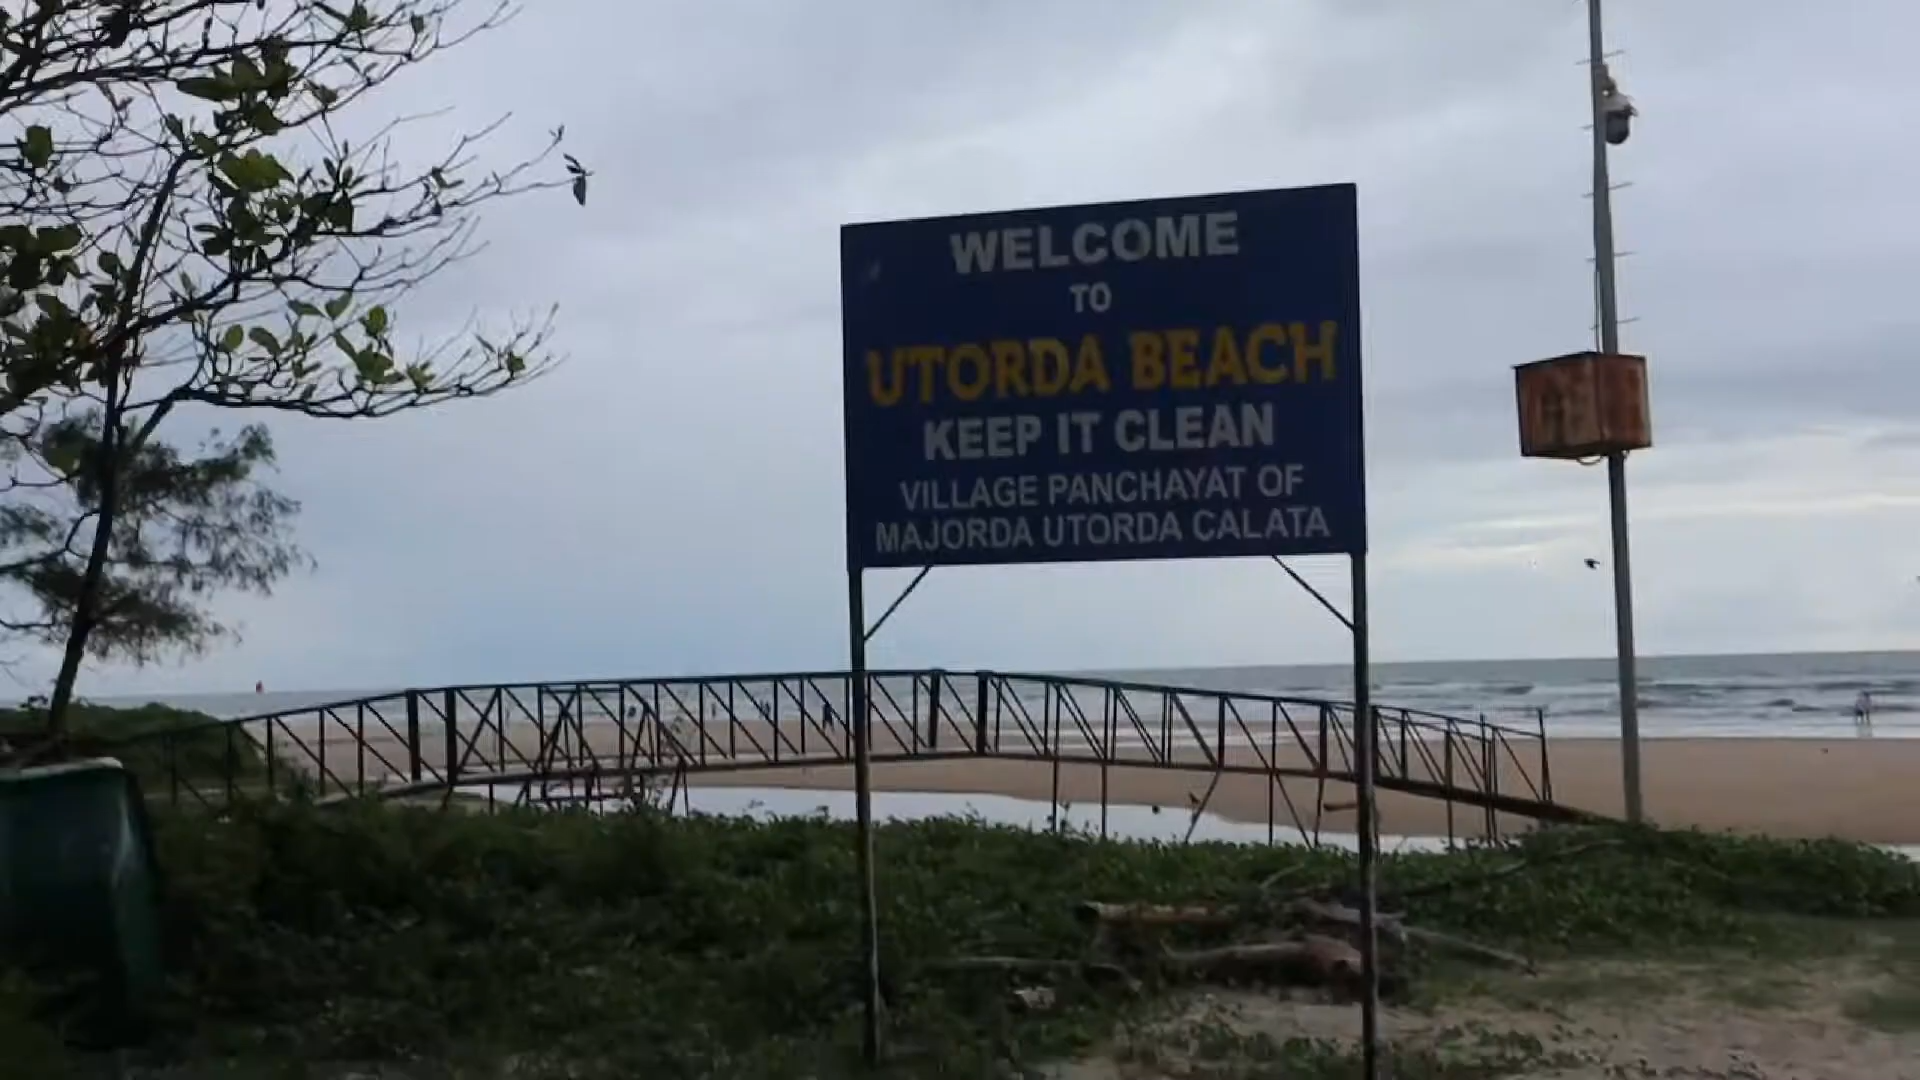 WELCOME
TO
UTORDA BEACH
KEEP IT CLEAN
VILLAGE PANCHAYAT OF
MAJORDA UTORDA CALATA